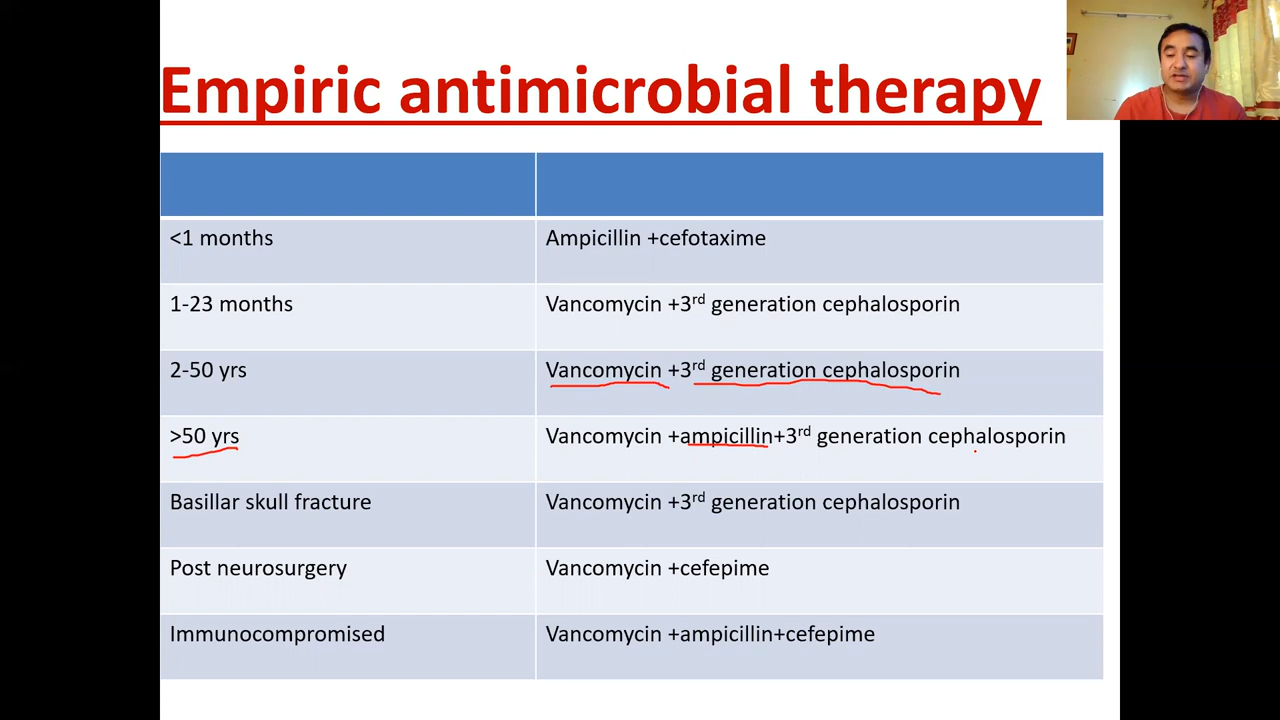 Empiric antimicrobial therapy
<1 months
Ampicillin +cefotaxime
1-23 months
Vancomycin +3rd generation cephalosporin
2-50 yrs
Vancomycin +3rd generation cephalosporin
>50 yrs
Vancomycin +ampicillin+3rd generation cephalosporin
Basillar skull fracture
Vancomycin +3rd generation cephalosporin
Post neurosurgery
Vancomycin +cefepime
Immunocompromised
Vancomycin +ampicillin+cefepime